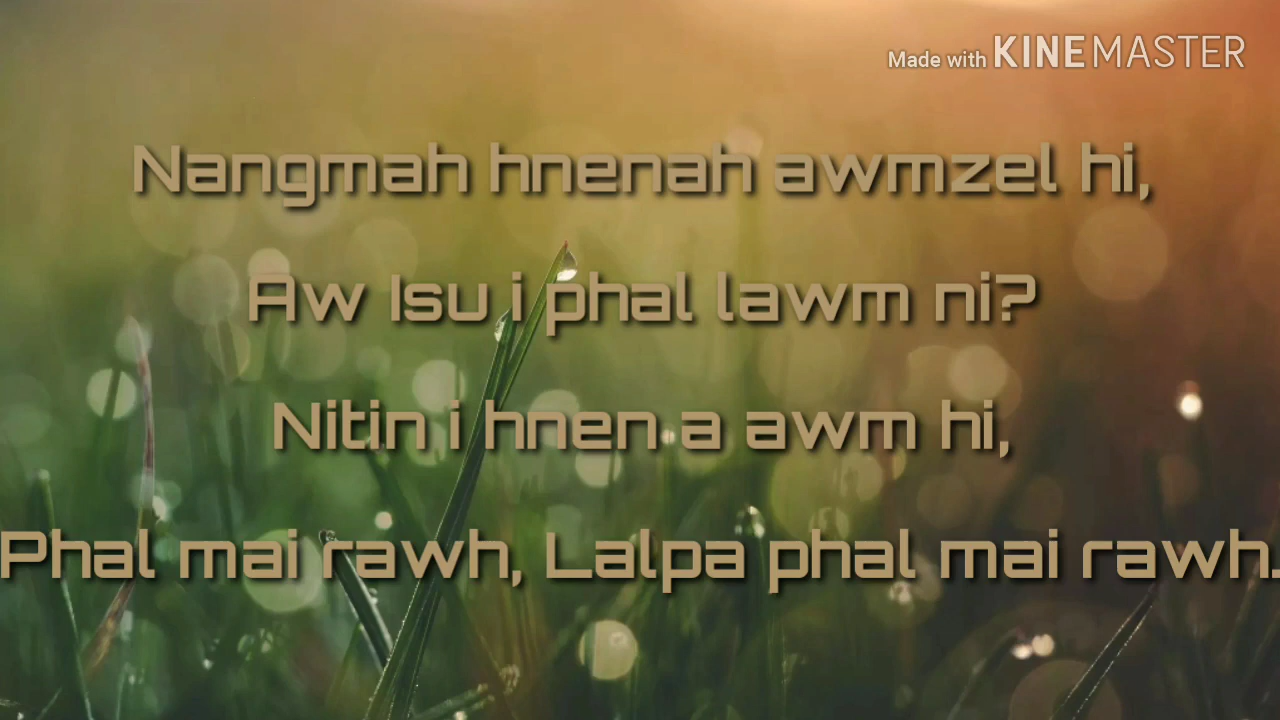 Made with KINEMASTER
Nangmah hnenah awmzel hi,
Aw Isu i phal lawm ni?
Nitin i hnen a awm hi,
Phal mai rawh, Lalpa phal mai rawh.